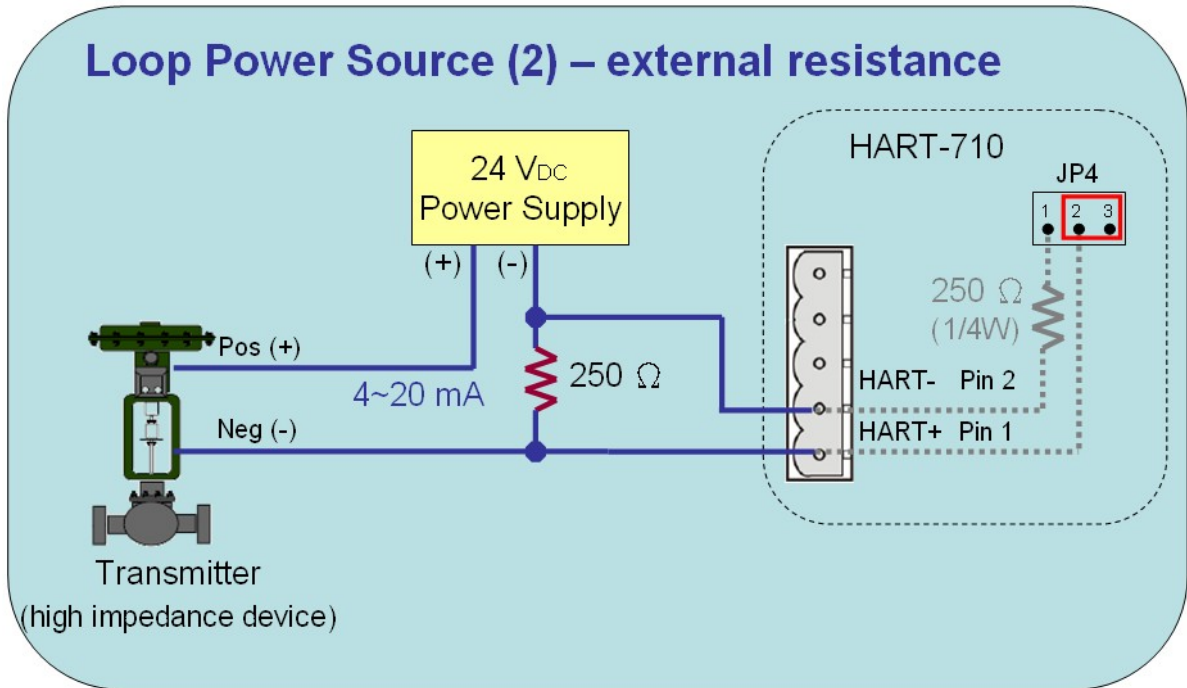 Loop Power Source (2) – external resistance
HART-710
JP4
1 2 3
24 VDC
Power Supply
(+) (-)
250 Ω
(1/4W)
Pos (+)
4~20 mA
250 Ω
HART- Pin 2
Neg (-)
HART+ Pin 1
Transmitter
(high impedance device)